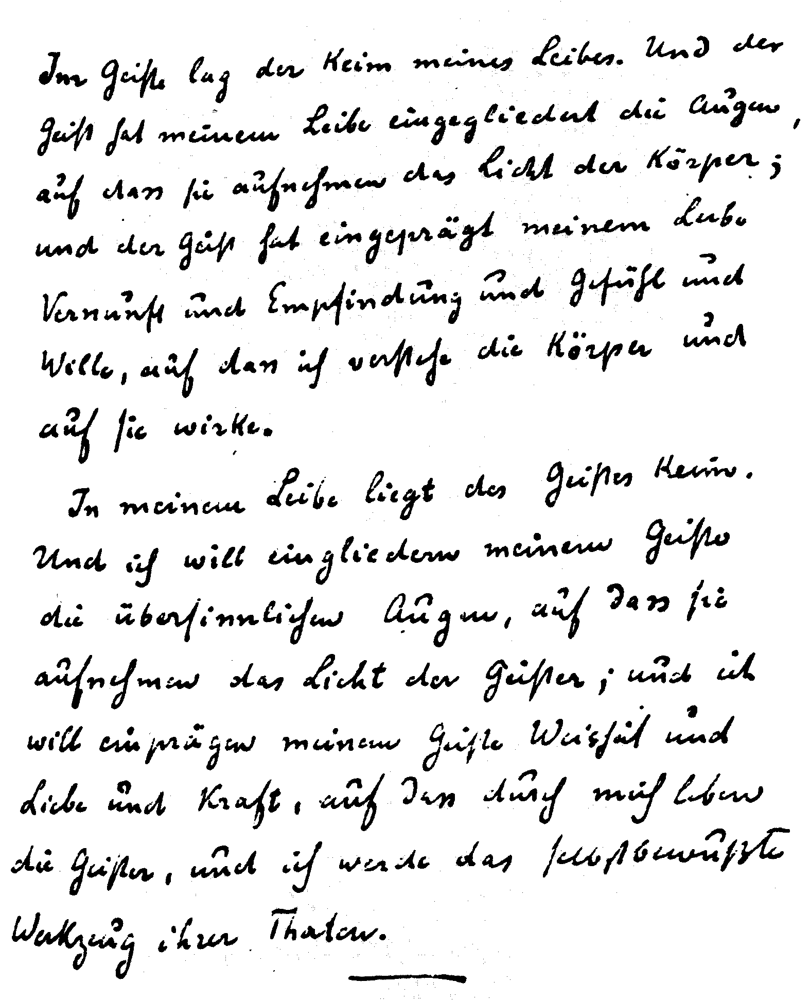 Im Geiste lag der Keim meines Leibes. Und der
Geist hat meinem Leibe eingegliedert die Augen,
auf dass sie aufnehmen das Licht der Körper;
und der Geist hat eingeprägt meinem Leibe
Vernunft und Empfindung und Gefühl und
Wille, auf dass ich verstehe die Körper und
auf sie wirke.
In meinem Leibe liegt des Geistes Keim.
Und ich will eingliedern meinem Geiste
die übersinnlichen Augen, auf dass sie
aufnehmen das Licht der Geister; und ich
will einprägen meinem Geiste Weisheit und
Liebe und Kraft, auf dass durch mich leben
die Geister, und ich werde das selbstbewußte
Werkzeug ihrer Thaten.